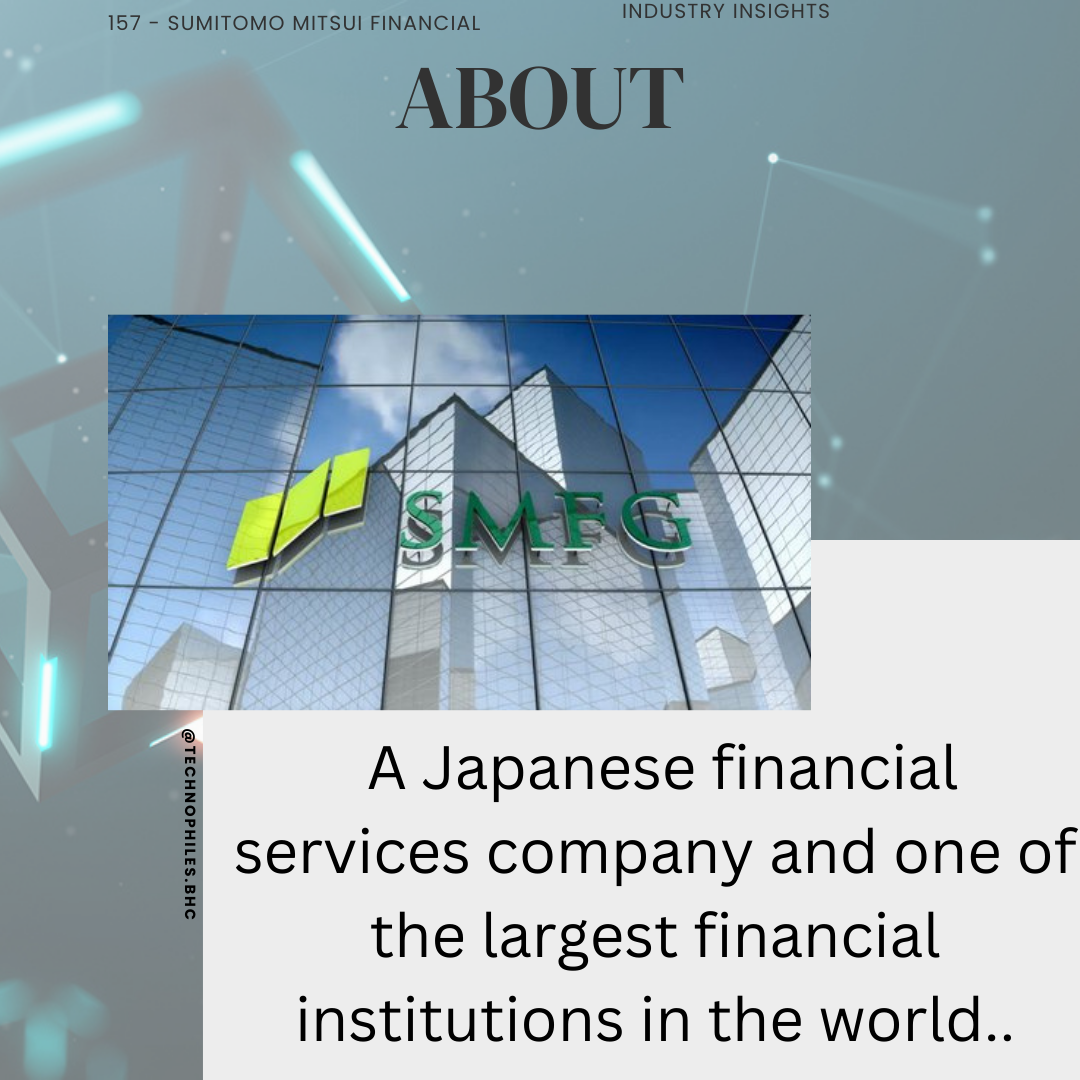 157 - SUMITOMO MITSUI FINANCIAL
INDUSTRY INSIGHTS
ABOUT
SMFG
@TECHNOPHILES.BHC
A Japanese financial
services company and one of
the largest financial
institutions in the world..